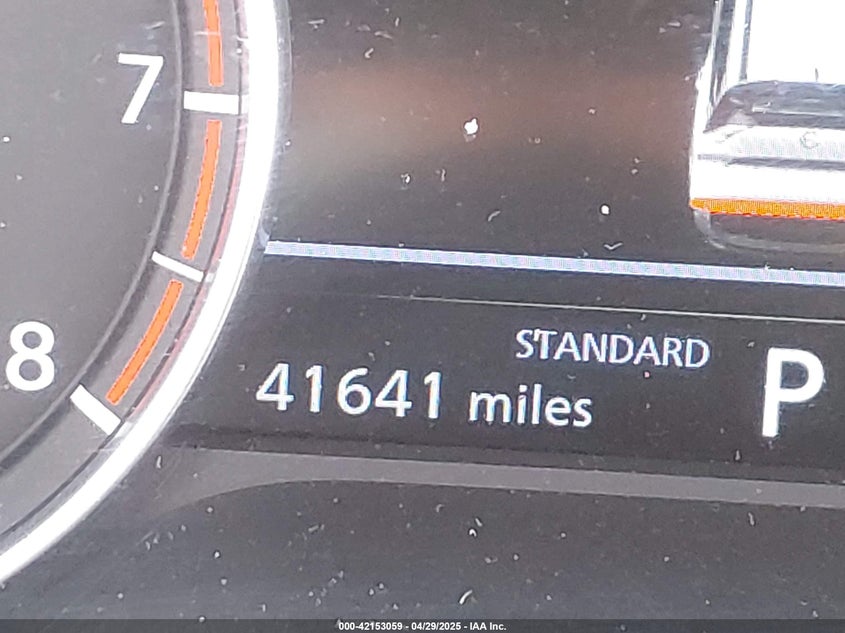 7
8
STANDARD
41641 miles
P
000-42153059 - 04/29/2025 - IAA Inc.